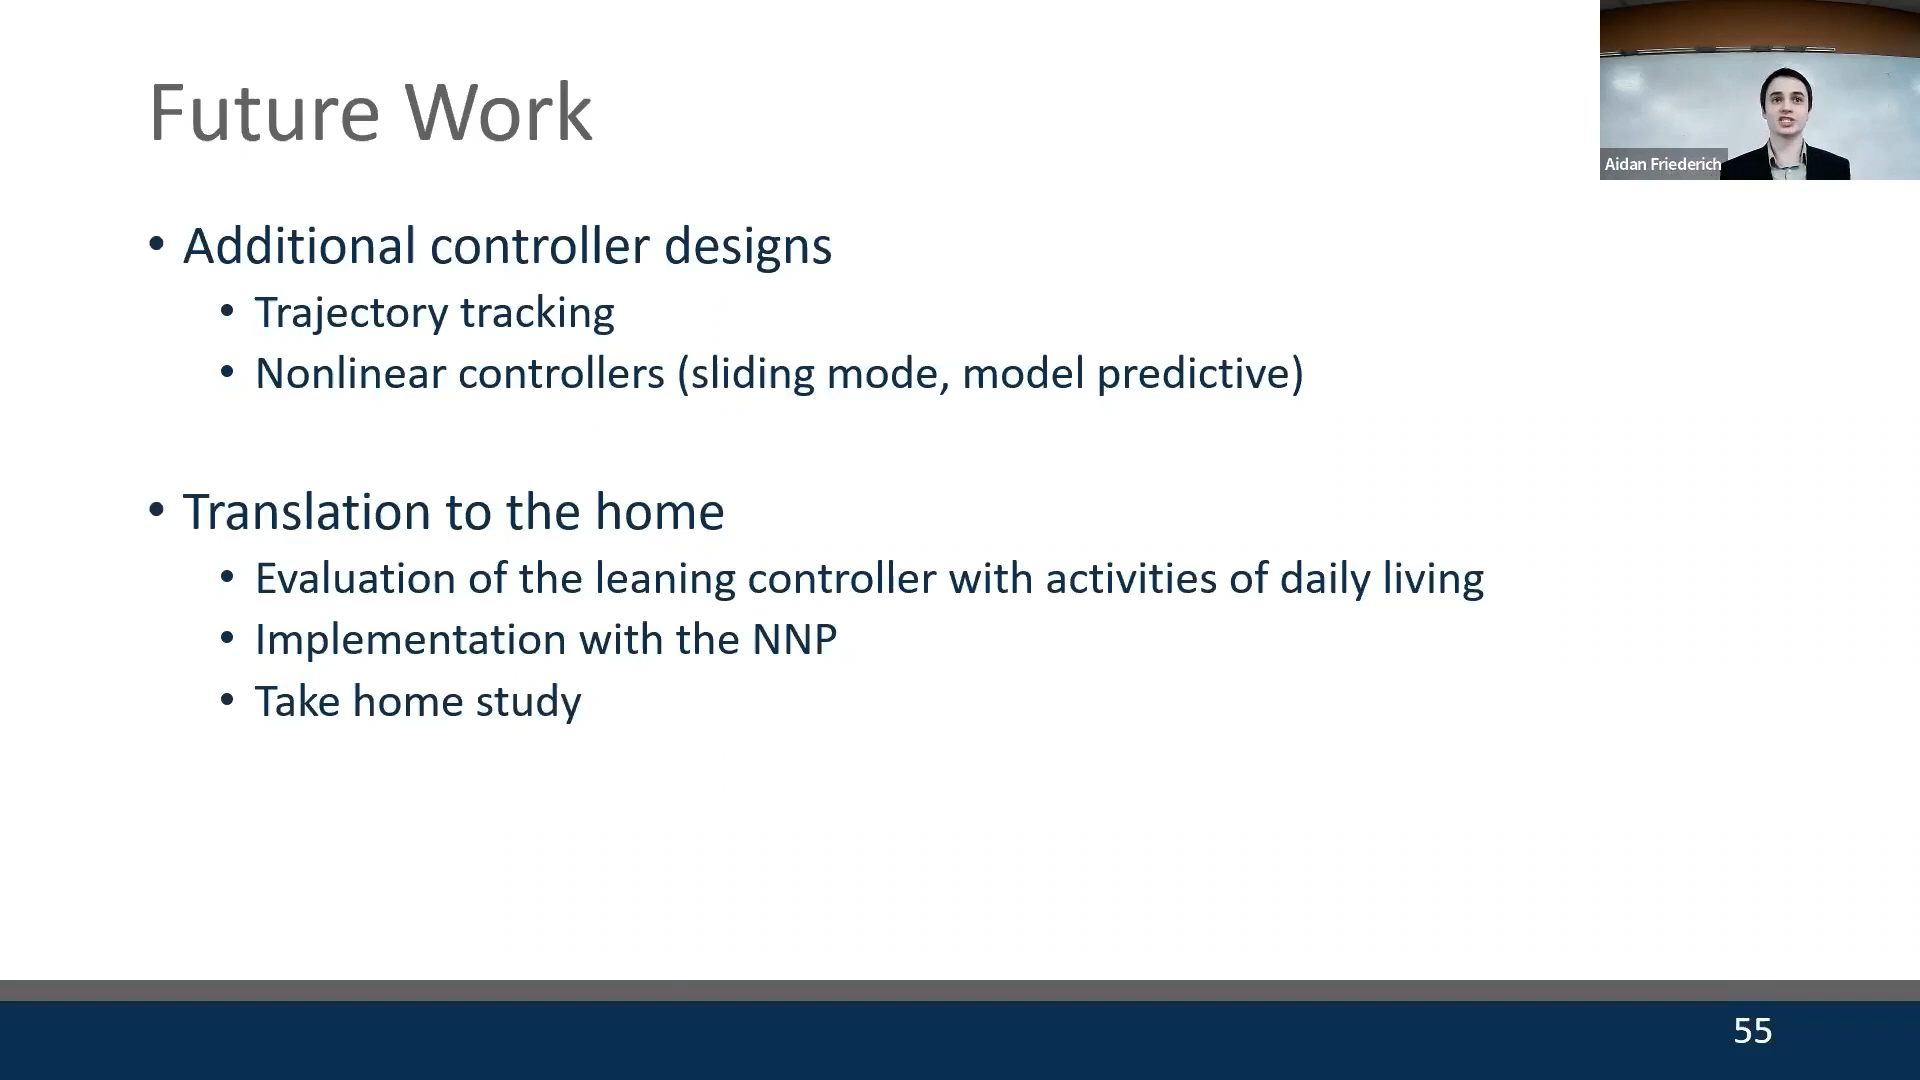 Future Work
Aidan Friederich
• Additional controller designs
• Trajectory tracking
• Nonlinear controllers (sliding mode, model predictive)
• Translation to the home
• Evaluation of the leaning controller with activities of daily living
• Implementation with the NNP
• Take home study
55